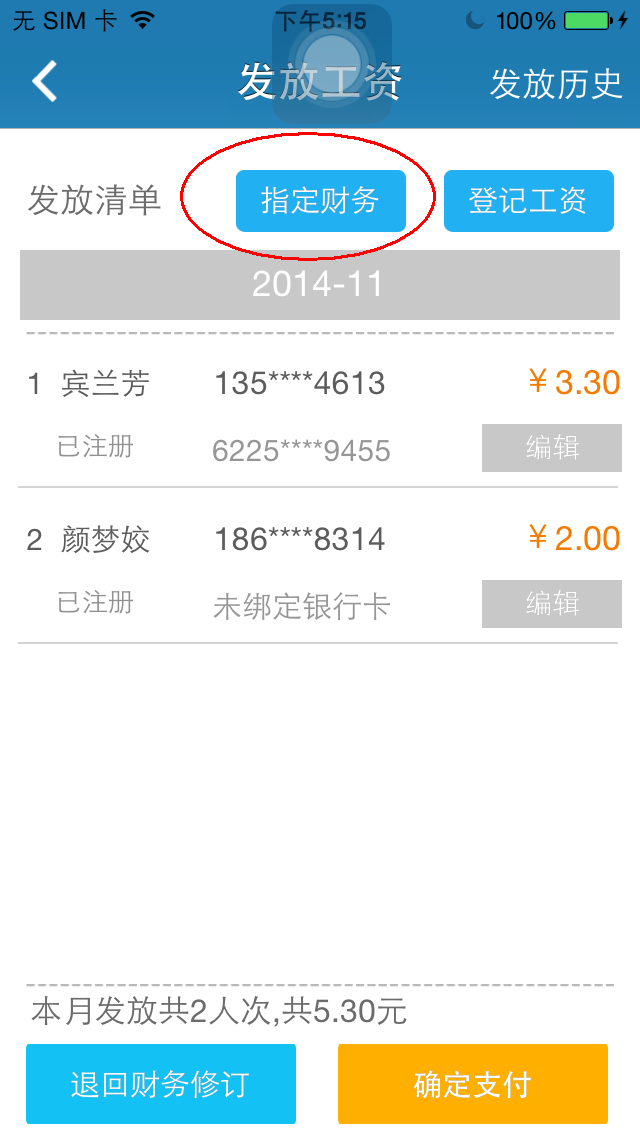 无 SIM 卡 下午5:15 100%
发放工资 发放历史
发放清单 指定财务 登记工资
2014-11
1 宾兰芳 135****4613 ￥3.30
已注册 6225****9455 编辑
2 颜梦姣 186****8314 ￥2.00
已注册 未绑定银行卡 编辑
本月发放共2人次,共5.30元
退回财务修订 确定支付